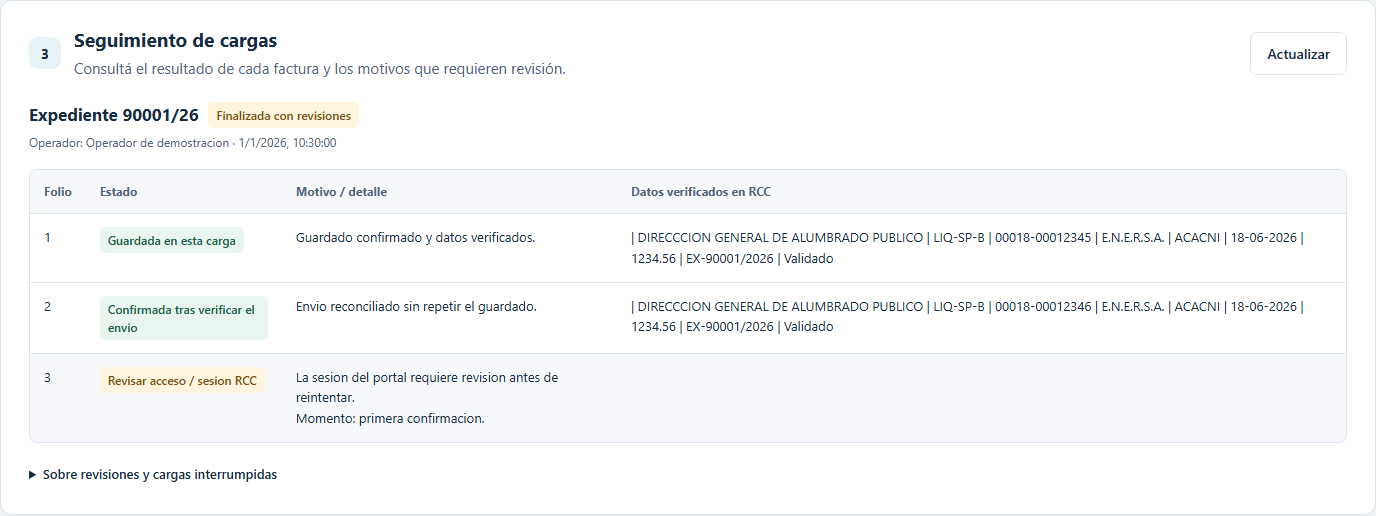 3
Seguimiento de cargas
Consultá el resultado de cada factura y los motivos que requieren revisión.
Actualizar
Expediente 90001/26 Finalizada con revisiones
Operador: Operador de demostracion · 1/1/2026, 10:30:00
Folio Estado Motivo / detalle Datos verificados en RCC
1 Guardada en esta carga Guardado confirmado y datos verificados. | DIRECCCION GENERAL DE ALUMBRADO PUBLICO | LIQ-SP-B | 00018-00012345 | E.N.E.R.S.A. | ACACNI | 18-06-2026 |
1234.56 | EX-90001/2026 | Validado
2 Confirmada tras verificar el
envio
Envio reconciliado sin repetir el guardado. | DIRECCCION GENERAL DE ALUMBRADO PUBLICO | LIQ-SP-B | 00018-00012346 | E.N.E.R.S.A. | ACACNI | 18-06-2026 |
1234.56 | EX-90001/2026 | Validado
3 Revisar acceso / sesion RCC La sesion del portal requiere revision antes de
reintentar.
Momento: primera confirmacion.
▶ Sobre revisiones y cargas interrumpidas